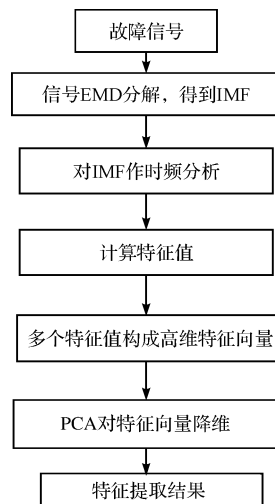 故障信号
信号EMD分解，得到IMF
对IMF作时频分析
计算特征值
多个特征值构成高维特征向量
PCA对特征向量降维
特征提取结果